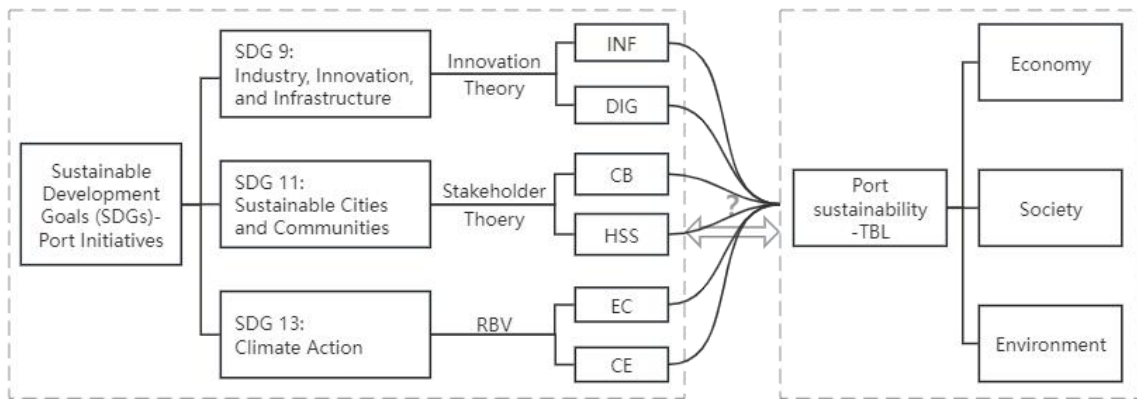 Sustainable
Development
Goals (SDGs)-
Port Initiatives
SDG 9:
Industry, Innovation,
and Infrastructure
Innovation
Theory
INF
DIG
SDG 11:
Sustainable Cities
and Communities
Stakeholder
Thoery
CB
HSS
SDG 13:
Climate Action
RBV
EC
CE
?
Port
sustainability
-TBL
Economy
Society
Environment